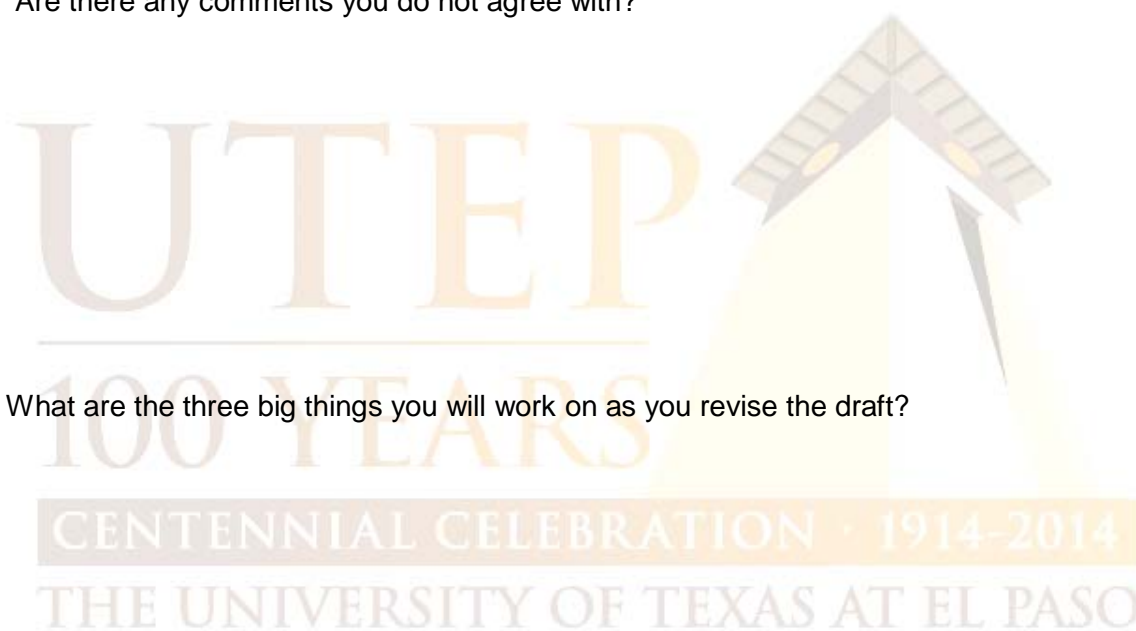 Are there any comments you do not agree with?
UTEP
100 YEARS
What are the three big things you will work on as you revise the draft?
CENTENNIAL CELEBRATION · 1914-2014
THE UNIVERSITY OF TEXAS AT EL PASO